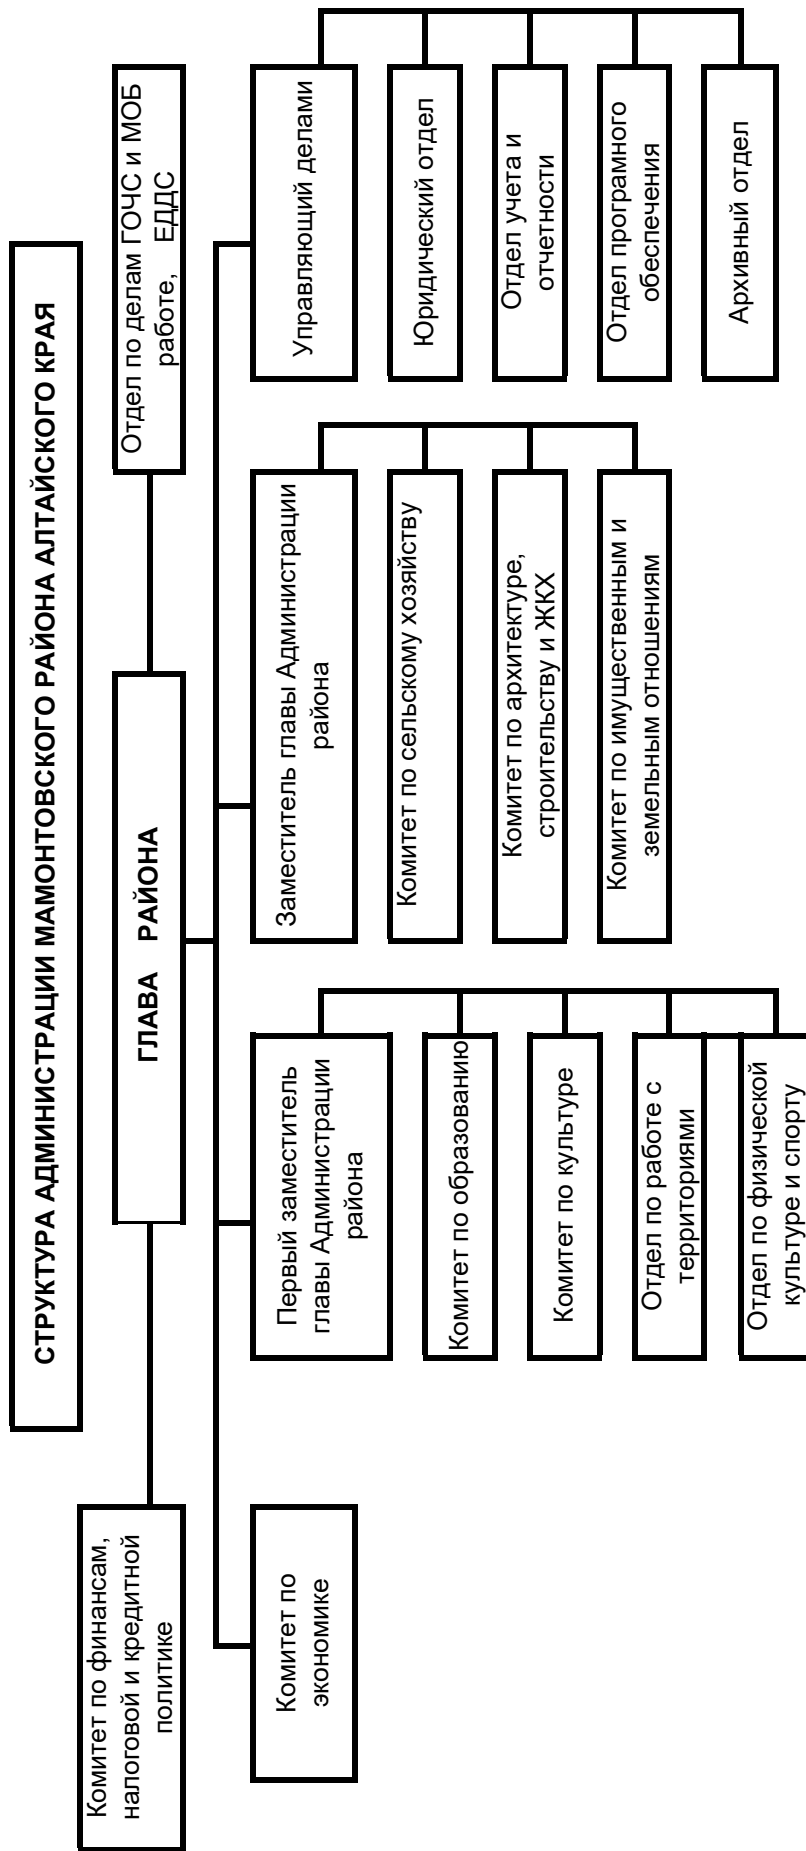 СТРУКТУРА АДМИНИСТРАЦИИ МАМОНТОВСКОГО РАЙОНА АЛТАЙСКОГО КРАЯ
Комитет по финансам,
налоговой и кредитной
политике
ГЛАВА РАЙОНА
Отдел по делам ГОЧС и МОБ
работе, ЕДДС
Комитет по
экономике
Первый заместитель
главы Администрации
района
Комитет по образованию
Комитет по культуре
Отдел по работе с
территориями
Отдел по физической
культуре и спорту
Заместитель главы Администрации
района
Комитет по сельскому хозяйству
Комитет по архитектуре,
строительству и ЖКХ
Комитет по имущественным и
земельным отношениям
Управляющий делами
Юридический отдел
Отдел учета и
отчетности
Отдел програмного
обеспечения
Архивный отдел